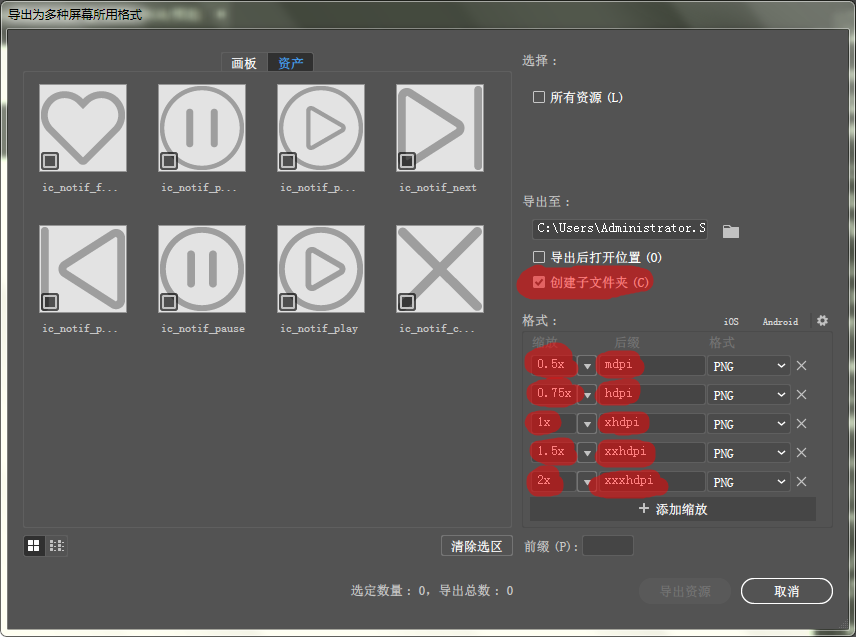 导出为多种屏幕所用格式
画板 资产
ic_notif_f... ic_notif_p... ic_notif_p... ic_notif_next
ic_notif_p... ic_notif_pause ic_notif_play ic_notif_c...
清除选区
选择：
所有资源 (L)
导出至：
C:\Users\Administrator.S
导出后打开位置 (O)
创建子文件夹 (C)
格式： iOS Android
缩放 后缀 格式
0.5x mdpi PNG
0.75x hdpi PNG
1x xhdpi PNG
1.5x xxhdpi PNG
2x xxxhdpi PNG
+ 添加缩放
前缀 (P)：
选定数量：0，导出总数：0
导出资源 取消